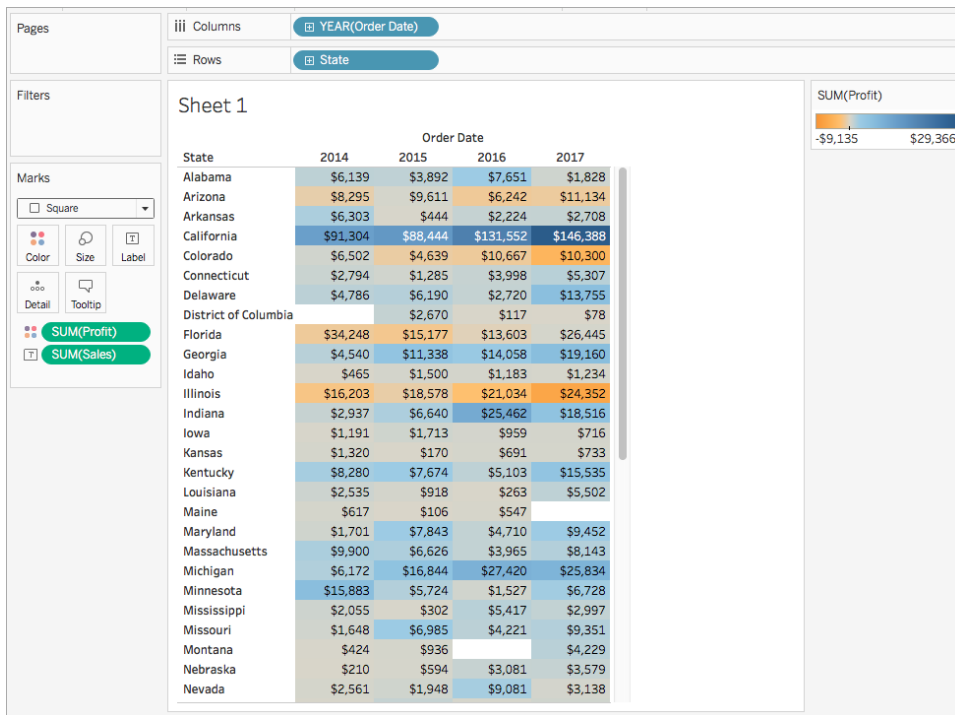 Pages
Columns
YEAR(Order Date)
Rows
State
Filters
Marks
Square
Color Size Label
Detail Tooltip
SUM(Profit)
SUM(Sales)
Sheet 1
Order Date
State 2014 2015 2016 2017
Alabama $6,139 $3,892 $7,651 $1,828
Arizona $8,295 $9,611 $6,242 $11,134
Arkansas $6,303 $444 $2,224 $2,708
California $91,304 $88,444 $131,552 $146,388
Colorado $6,502 $4,639 $10,667 $10,300
Connecticut $2,794 $1,285 $3,998 $5,307
Delaware $4,786 $6,190 $2,720 $13,755
District of Columbia $2,670 $117 $78
Florida $34,248 $15,177 $13,603 $26,445
Georgia $4,540 $11,338 $14,058 $19,160
Idaho $465 $1,500 $1,183 $1,234
Illinois $16,203 $18,578 $21,034 $24,352
Indiana $2,937 $6,640 $25,462 $18,516
Iowa $1,191 $1,713 $959 $716
Kansas $1,320 $170 $691 $733
Kentucky $8,280 $7,674 $5,103 $15,535
Louisiana $2,535 $918 $263 $5,502
Maine $617 $106 $547
Maryland $1,701 $7,843 $4,710 $9,452
Massachusetts $9,900 $6,626 $3,965 $8,143
Michigan $6,172 $16,844 $27,420 $25,834
Minnesota $15,883 $5,724 $1,527 $6,728
Mississippi $2,055 $302 $5,417 $2,997
Missouri $1,648 $6,985 $4,221 $9,351
Montana $424 $936 $4,229
Nebraska $210 $594 $3,081 $3,579
Nevada $2,561 $1,948 $9,081 $3,138
SUM(Profit)
-$9,135 $29,366